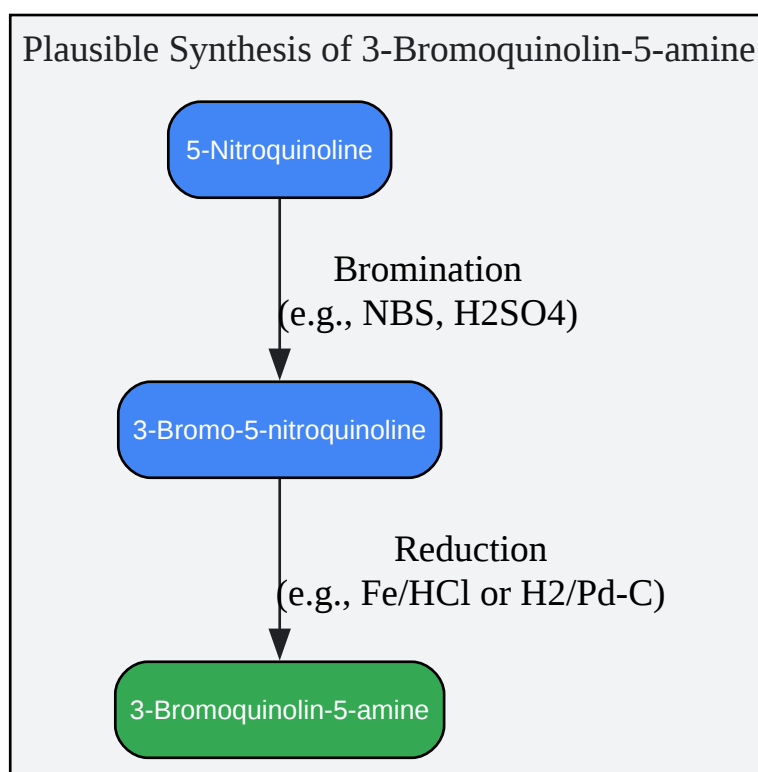 Plausible Synthesis of 3-Bromoquinolin-5-amine
5-Nitroquinoline
Bromination
(e.g., NBS, H2SO4)
3-Bromo-5-nitroquinoline
Reduction
(e.g., Fe/HCl or H2/Pd-C)
3-Bromoquinolin-5-amine